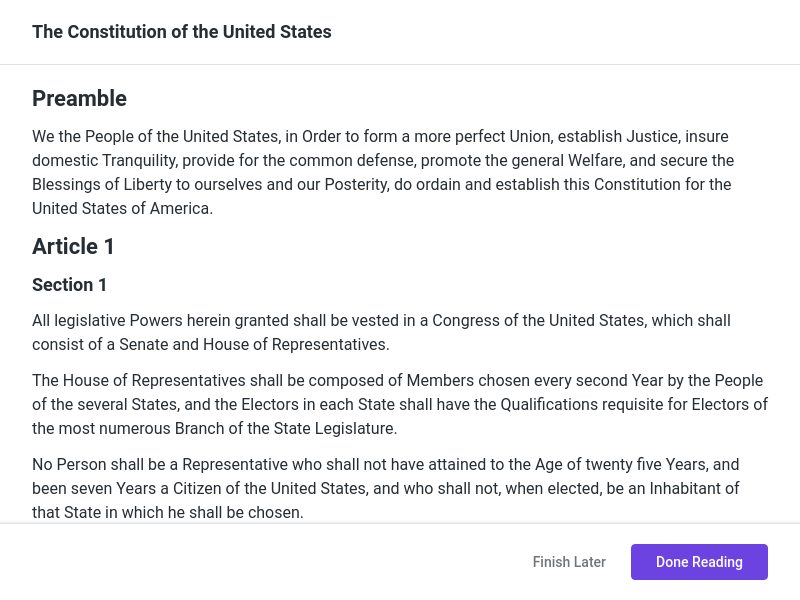 The Constitution of the United States
Preamble
We the People of the United States, in Order to form a more perfect Union, establish Justice, insure
domestic Tranquility, provide for the common defense, promote the general Welfare, and secure the
Blessings of Liberty to ourselves and our Posterity, do ordain and establish this Constitution for the
United States of America.
Article 1
Section 1
All legislative Powers herein granted shall be vested in a Congress of the United States, which shall
consist of a Senate and House of Representatives.
The House of Representatives shall be composed of Members chosen every second Year by the People
of the several States, and the Electors in each State shall have the Qualifications requisite for Electors of
the most numerous Branch of the State Legislature.
No Person shall be a Representative who shall not have attained to the Age of twenty five Years, and
been seven Years a Citizen of the United States, and who shall not, when elected, be an Inhabitant of
that State in which he shall be chosen.
Finish Later
Done Reading